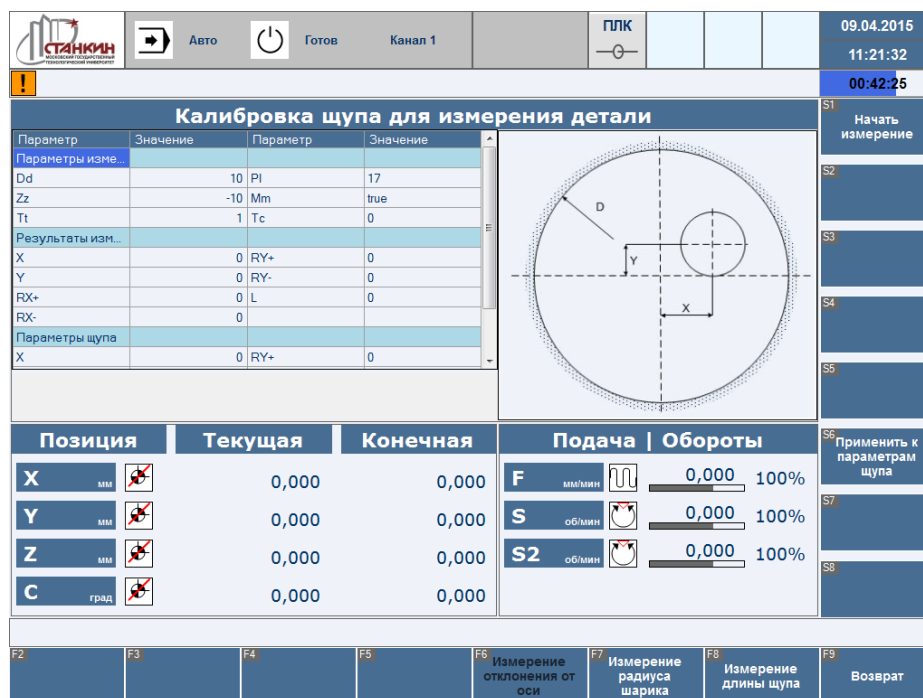 СТАНКИН
МОСКОВСКИЙ ГОСУДАРСТВЕННЫЙ
ТЕХНОЛОГИЧЕСКИЙ УНИВЕРСИТЕТ
Авто
Готов
Канал 1
ПЛК
09.04.2015
11:21:32
!
00:42:25
Калибровка щупа для измерения детали
Параметр Значение Параметр Значение
Параметры изме...
Dd 10 Pl 17
Zz -10 Mm true
Tt 1 Tc 0
Результаты изм...
X 0 RY+ 0
Y 0 RY- 0
RX+ 0 L 0
RX- 0
Параметры щупа
X 0 RY+ 0
D
Y
X
S1 Начать
измерение
S2
S3
S4
S5
S6 Применить к
параметрам
щупа
S7
S8
Позиция Текущая Конечная
X мм 0,000 0,000
Y мм 0,000 0,000
Z мм 0,000 0,000
C град 0,000 0,000
Подача | Обороты
F мм/мин 0,000 100%
S об/мин 0,000 100%
S2 об/мин 0,000 100%
F2
F3
F4
F5
F6 Измерение
отклонения от
оси
F7 Измерение
радиуса
шарика
F8 Измерение
длины щупа
F9 Возврат